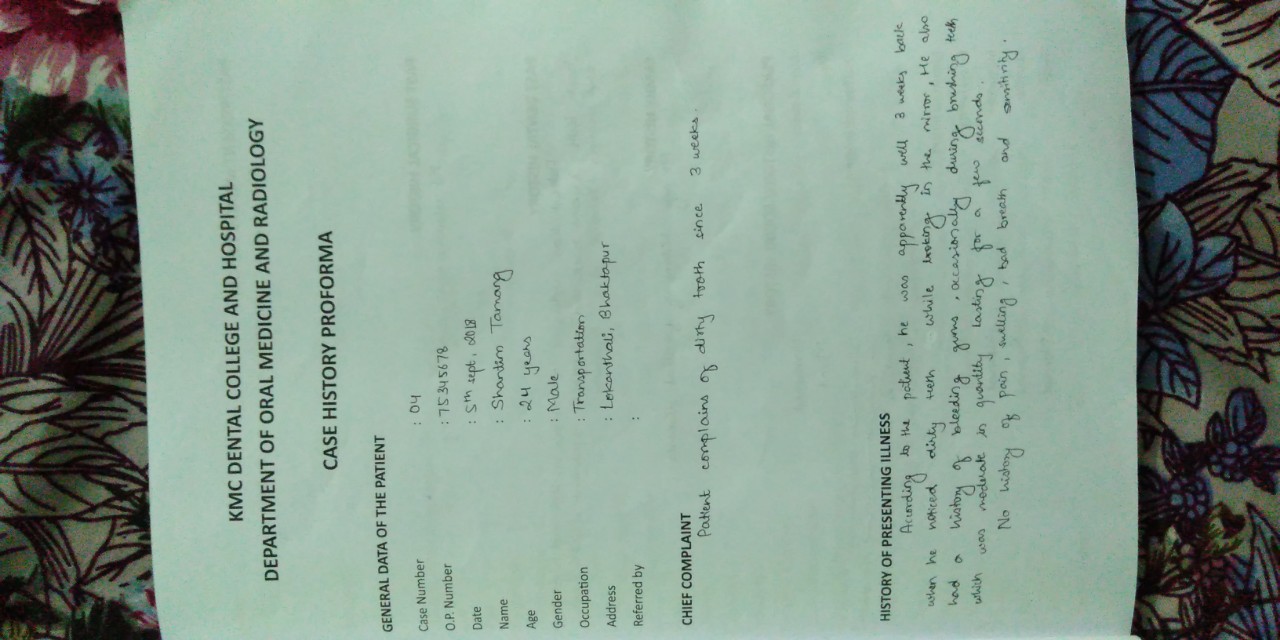 KMC DENTAL COLLEGE AND HOSPITAL
DEPARTMENT OF ORAL MEDICINE AND RADIOLOGY
CASE HISTORY PROFORMA
GENERAL DATA OF THE PATIENT
Case Number : 04
O.P. Number : 75345678
Date : 5th sept, 2018
Name : Shantim Tamang
Age : 24 years
Gender : Male
Occupation : Transportation
Address : Lokanthali, Bhaktapur
Referred by :
CHIEF COMPLAINT
Patient complains of dirty tooth since 3 weeks.
HISTORY OF PRESENTING ILLNESS
According to the patient, he was apparently well 3 weeks back
when he noticed dirty teeth while looking in the mirror, He also
had a history of bleeding gums, occasionally during brushing teeth
which was moderate in quantity lasting for a few seconds.
No history of pain, swelling, bad breath and sensitivity.